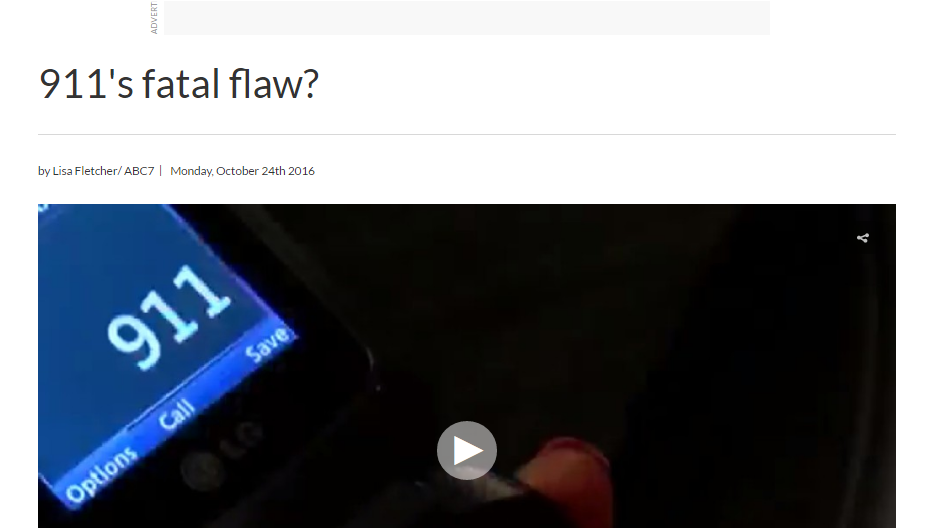 ADVERT
911's fatal flaw?
by Lisa Fletcher/ ABC7 | Monday, October 24th 2016
911
Save
Call
Options
LG